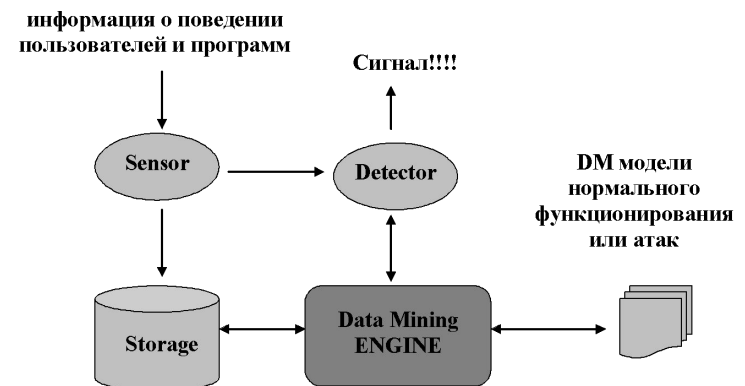 информация о поведении
пользователей и программ
Сигнал!!!!
Sensor
Detector
DM модели
нормального
функционирования
или атак
Storage
Data Mining
ENGINE